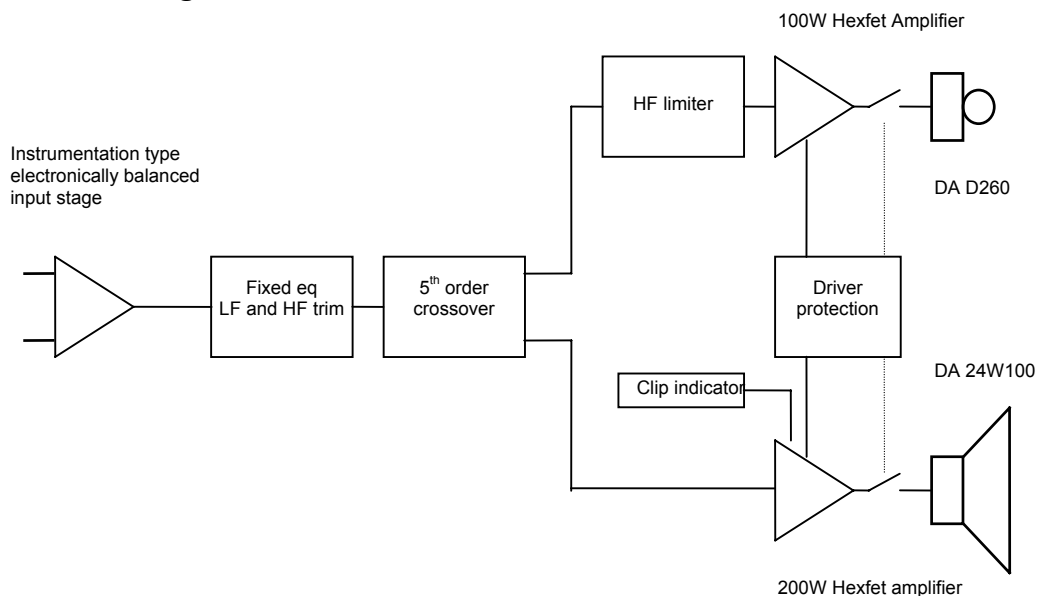 100W Hexfet Amplifier
HF limiter
Instrumentation type
electronically balanced
input stage
DA D260
Fixed eq
LF and HF trim
5th order
crossover
Driver
protection
DA 24W100
Clip indicator
200W Hexfet amplifier